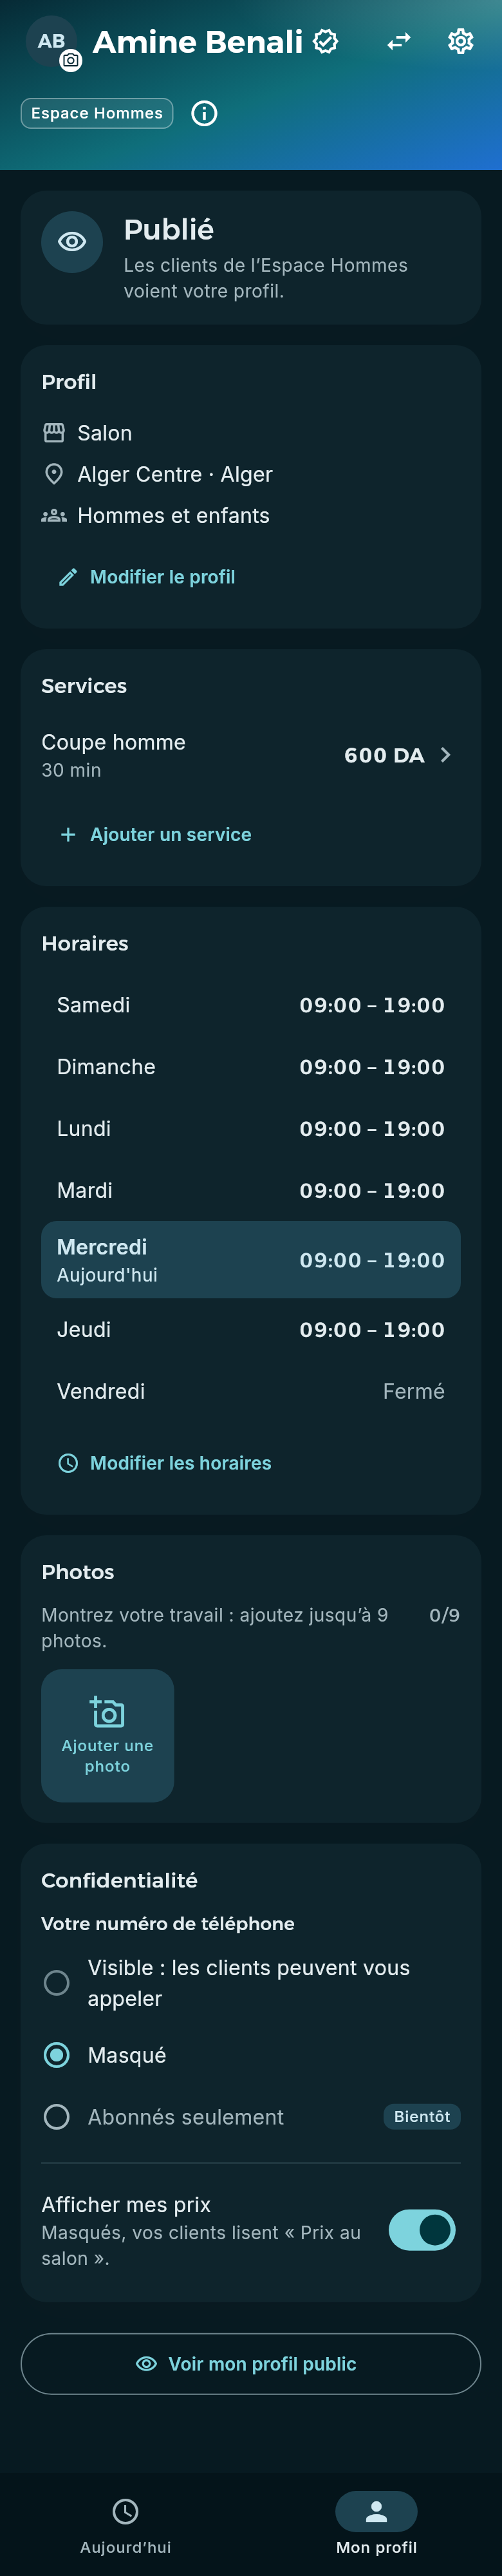 AB
Amine Benali
Espace Hommes
Publié
Les clients de l’Espace Hommes
voient votre profil.
Profil
Salon
Alger Centre · Alger
Hommes et enfants
Modifier le profil
Services
Coupe homme
30 min
600 DA
Ajouter un service
Horaires
Samedi 09:00 – 19:00
Dimanche 09:00 – 19:00
Lundi 09:00 – 19:00
Mardi 09:00 – 19:00
Mercredi
Aujourd'hui
09:00 – 19:00
Jeudi 09:00 – 19:00
Vendredi Fermé
Modifier les horaires
Photos
Montrez votre travail : ajoutez jusqu’à 9
photos.
0/9
Ajouter une
photo
Confidentialité
Votre numéro de téléphone
Visible : les clients peuvent vous
appeler
Masqué
Abonnés seulement Bientôt
Afficher mes prix
Masqués, vos clients lisent « Prix au
salon ».
Voir mon profil public
Aujourd’hui Mon profil